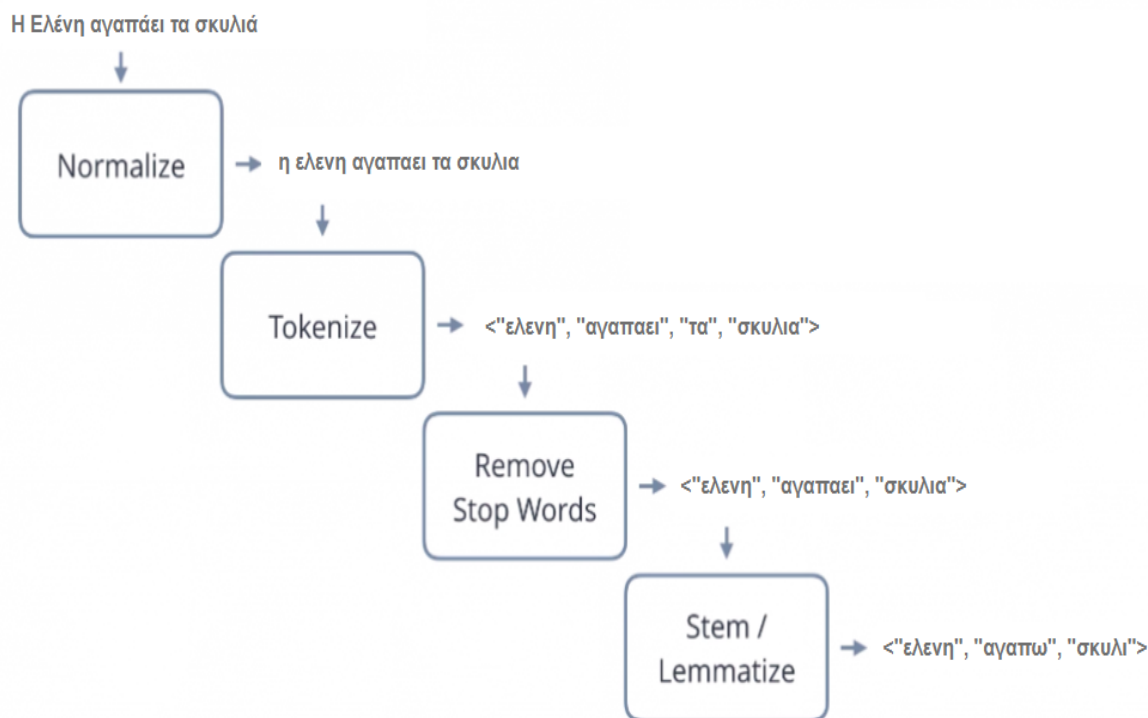 Η Ελένη αγαπάει τα σκυλιά
Normalize
η ελενη αγαπαει τα σκυλια
Tokenize
<"ελενη", "αγαπαει", "τα", "σκυλια">
Remove
Stop Words
<"ελενη", "αγαπαει", "σκυλια">
Stem /
Lemmatize
<"ελενη", "αγαπω", "σκυλι">